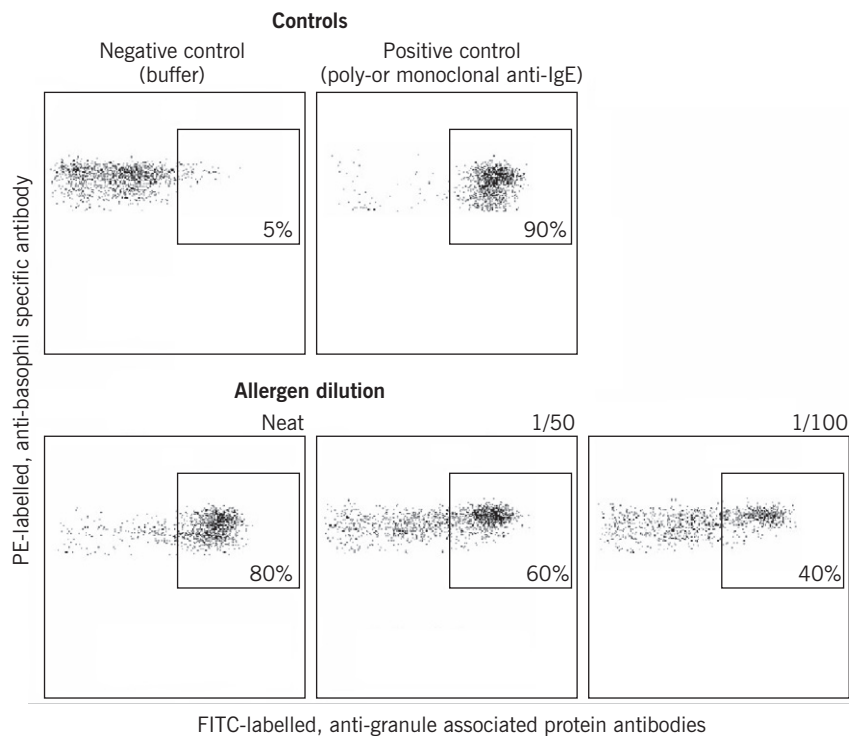 Controls
Negative control
(buffer)
Positive control
(poly-or monoclonal anti-IgE)
5%
90%
PE-labelled, anti-basophil specific antibody
Allergen dilution
Neat
1/50
1/100
80%
60%
40%
FITC-labelled, anti-granule associated protein antibodies